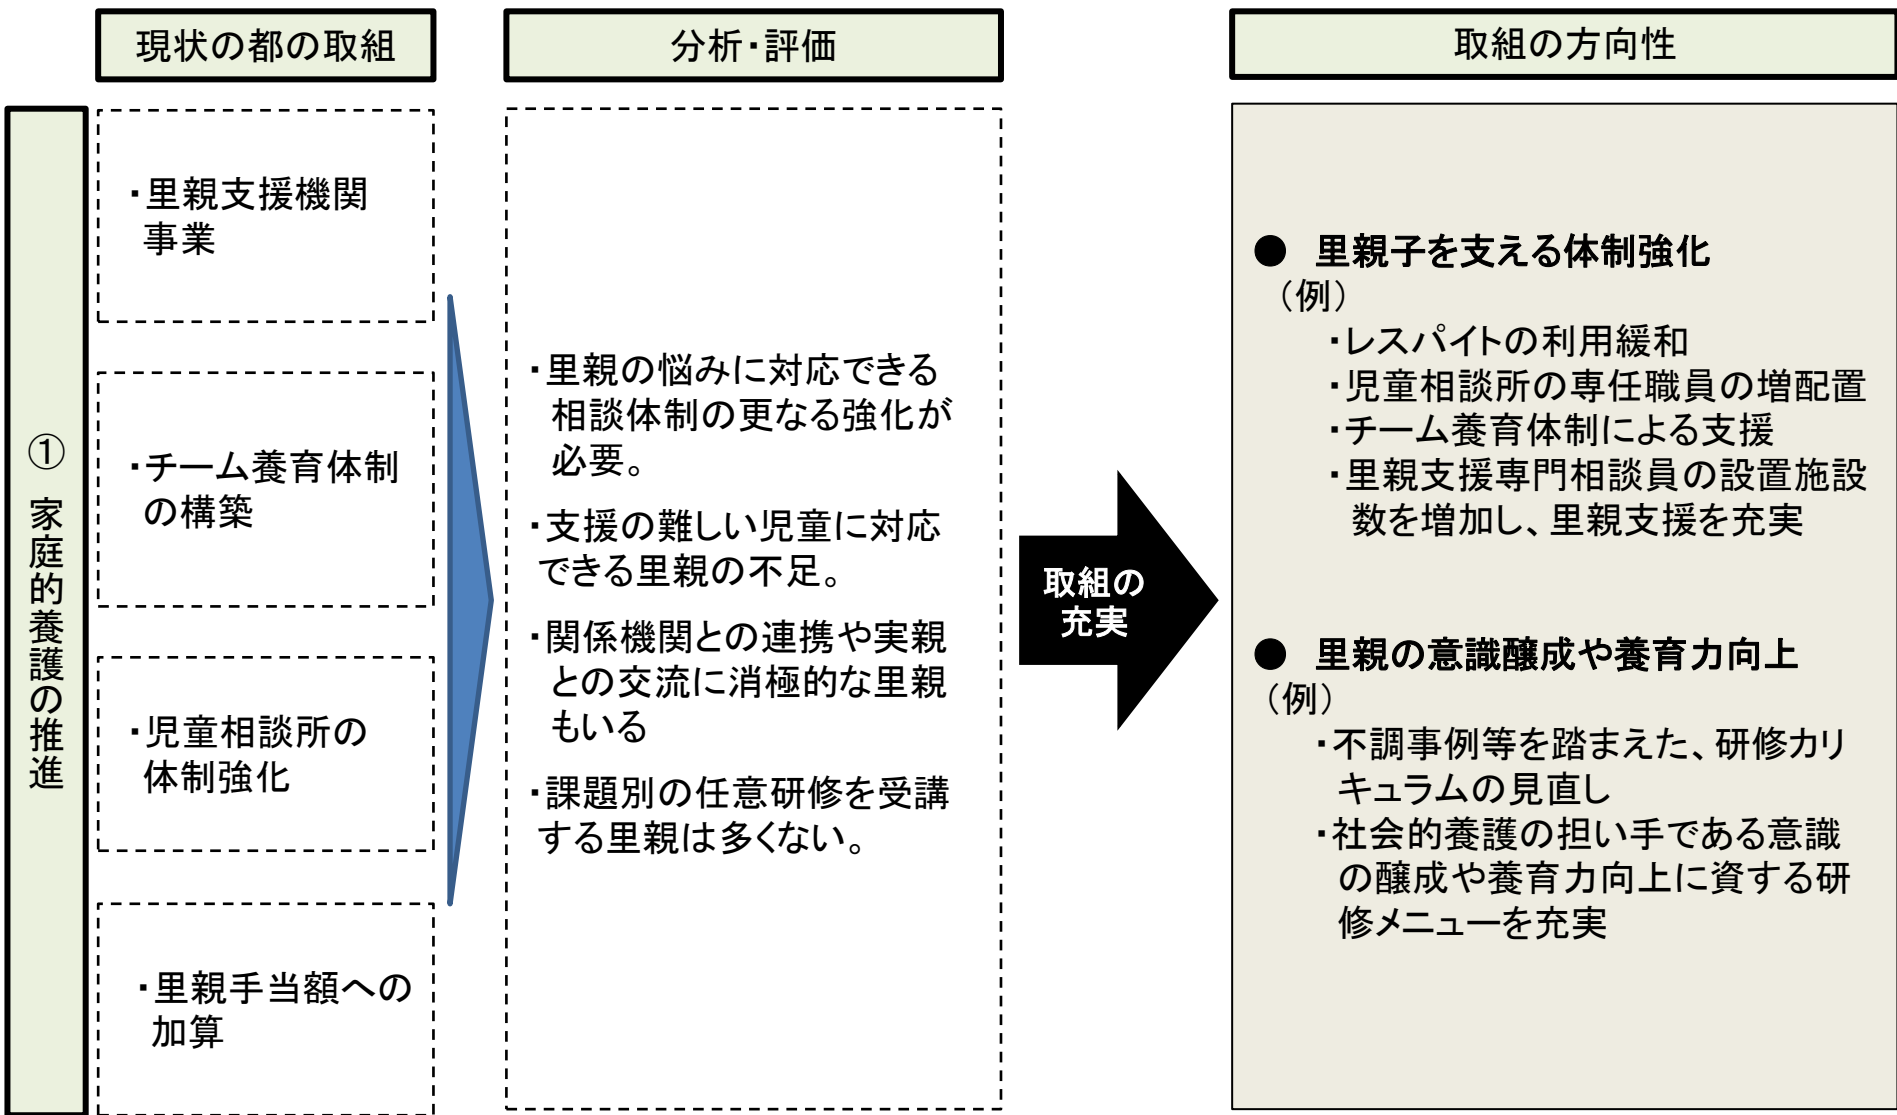 現状の都の取組
分析・評価
取組の方向性
① 家庭的養護の推進
・里親支援機関
事業
・チーム養育体制
の構築
・児童相談所の
体制強化
・里親手当額への
加算
・里親の悩みに対応できる
相談体制の更なる強化が
必要。
・支援の難しい児童に対応
できる里親の不足。
・関係機関との連携や実親
との交流に消極的な里親
もいる
・課題別の任意研修を受講
する里親は多くない。
取組の
充実
● 里親子を支える体制強化
（例）
・レスパイトの利用緩和
・児童相談所の専任職員の増配置
・チーム養育体制による支援
・里親支援専門相談員の設置施設
数を増加し、里親支援を充実
● 里親の意識醸成や養育力向上
（例）
・不調事例等を踏まえた、研修カリ
キュラムの見直し
・社会的養護の担い手である意識
の醸成や養育力向上に資する研
修メニューを充実